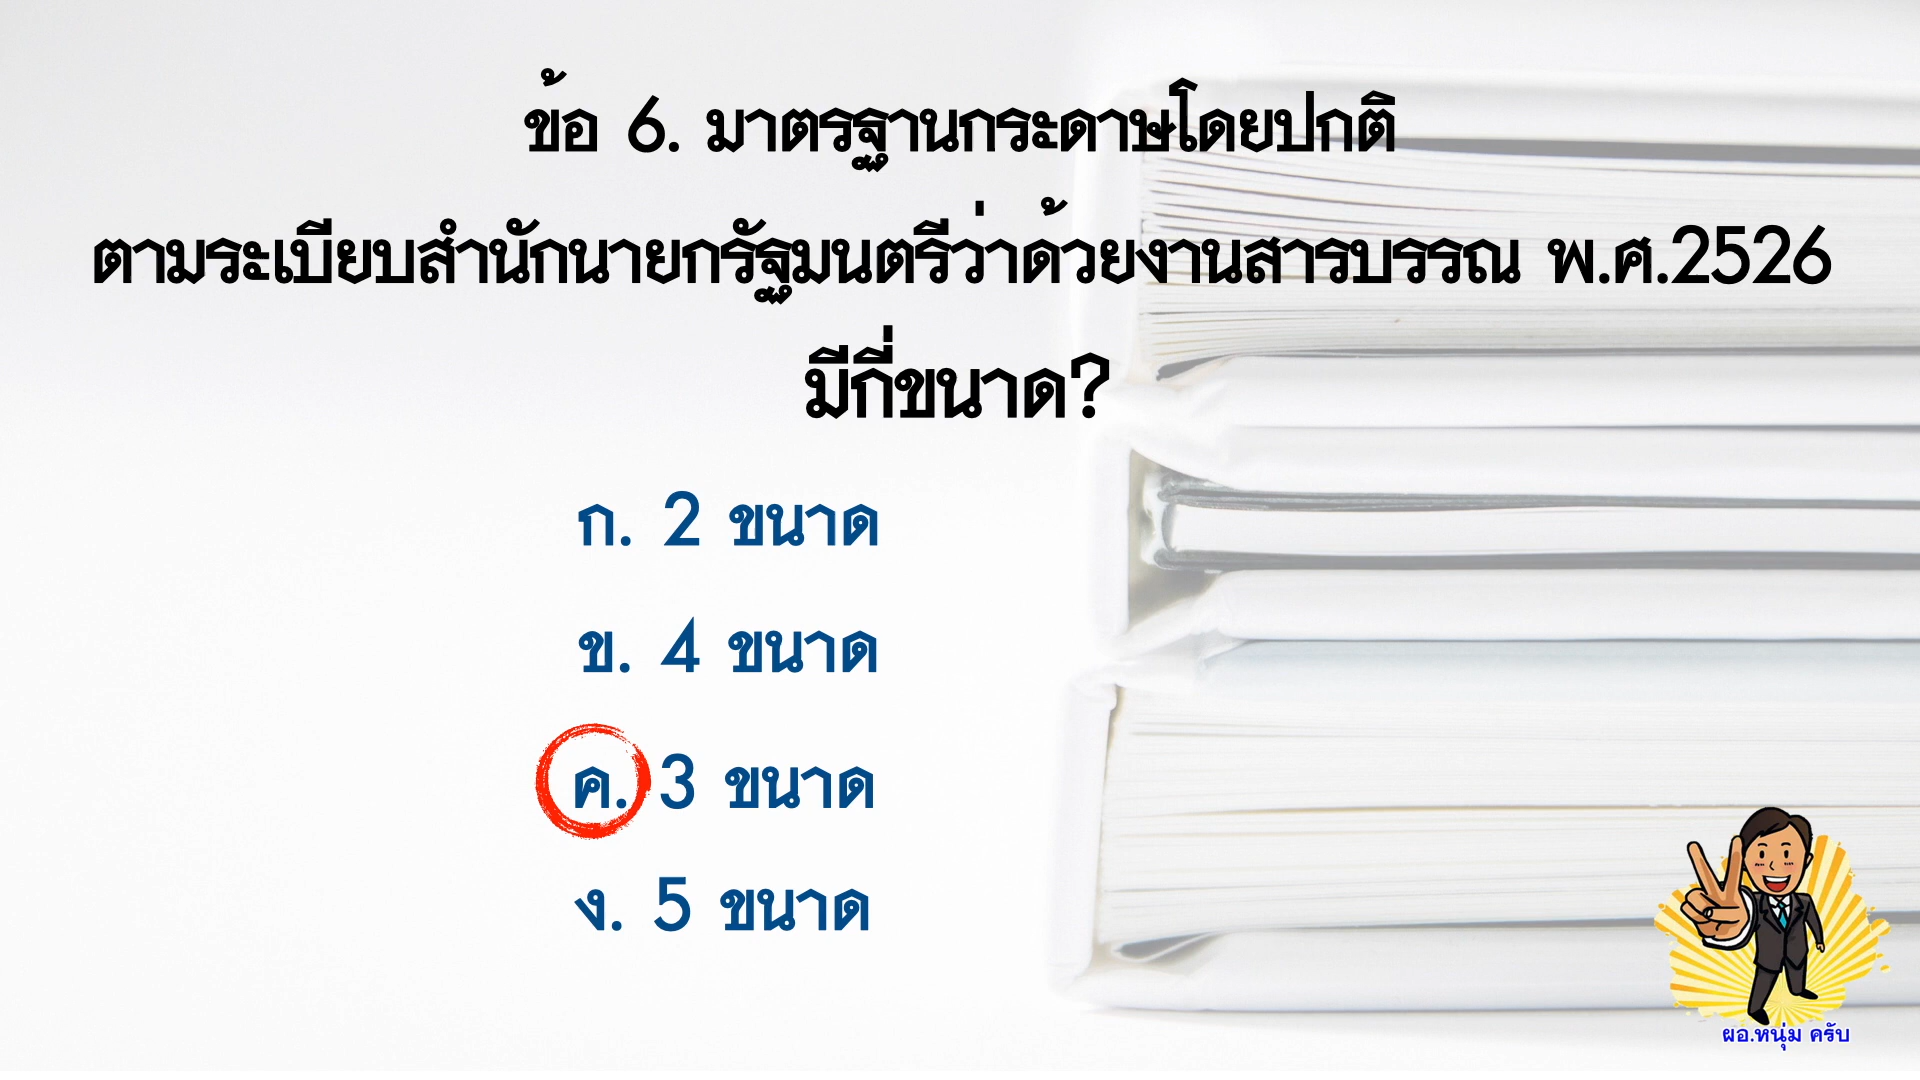 ข้อ 6. มาตรฐานกระดาษโดยปกติ
ตามระเบียบสำนักนายกรัฐมนตรีว่าด้วยงานสารบรรณ พ.ศ.2526
มีกี่ขนาด?
ก. 2 ขนาด
ข. 4 ขนาด
ค. 3 ขนาด
ง. 5 ขนาด
ผอ.หนุ่ม ครับ